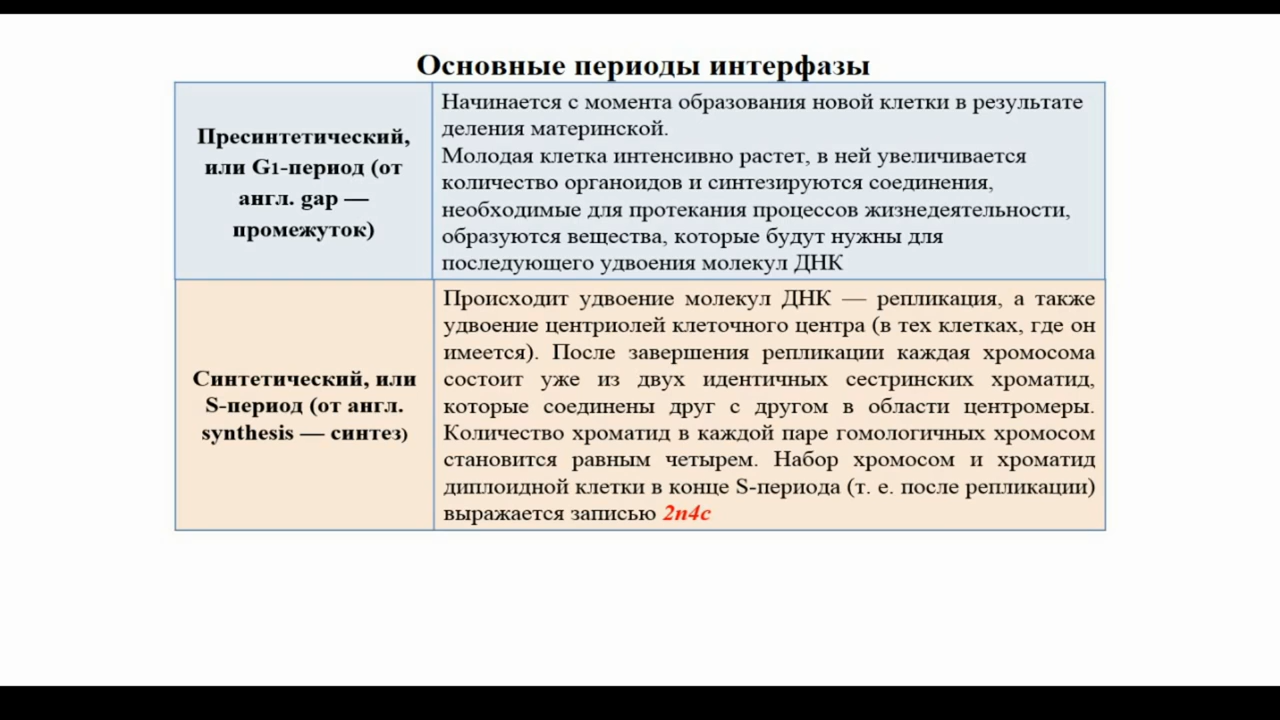 Основные периоды интерфазы
Пресинтетический,
или G1-период (от
англ. gap —
промежуток)
Начинается с момента образования новой клетки в результате
деления материнской.
Молодая клетка интенсивно растет, в ней увеличивается
количество органоидов и синтезируются соединения,
необходимые для протекания процессов жизнедеятельности,
образуются вещества, которые будут нужны для
последующего удвоения молекул ДНК
Синтетический, или
S-период (от англ.
synthesis — синтез)
Происходит удвоение молекул ДНК — репликация, а также
удвоение центриолей клеточного центра (в тех клетках, где он
имеется). После завершения репликации каждая хромосома
состоит уже из двух идентичных сестринских хроматид,
которые соединены друг с другом в области центромеры.
Количество хроматид в каждой паре гомологичных хромосом
становится равным четырем. Набор хромосом и хроматид
диплоидной клетки в конце S-периода (т. е. после репликации)
выражается записью 2n4c